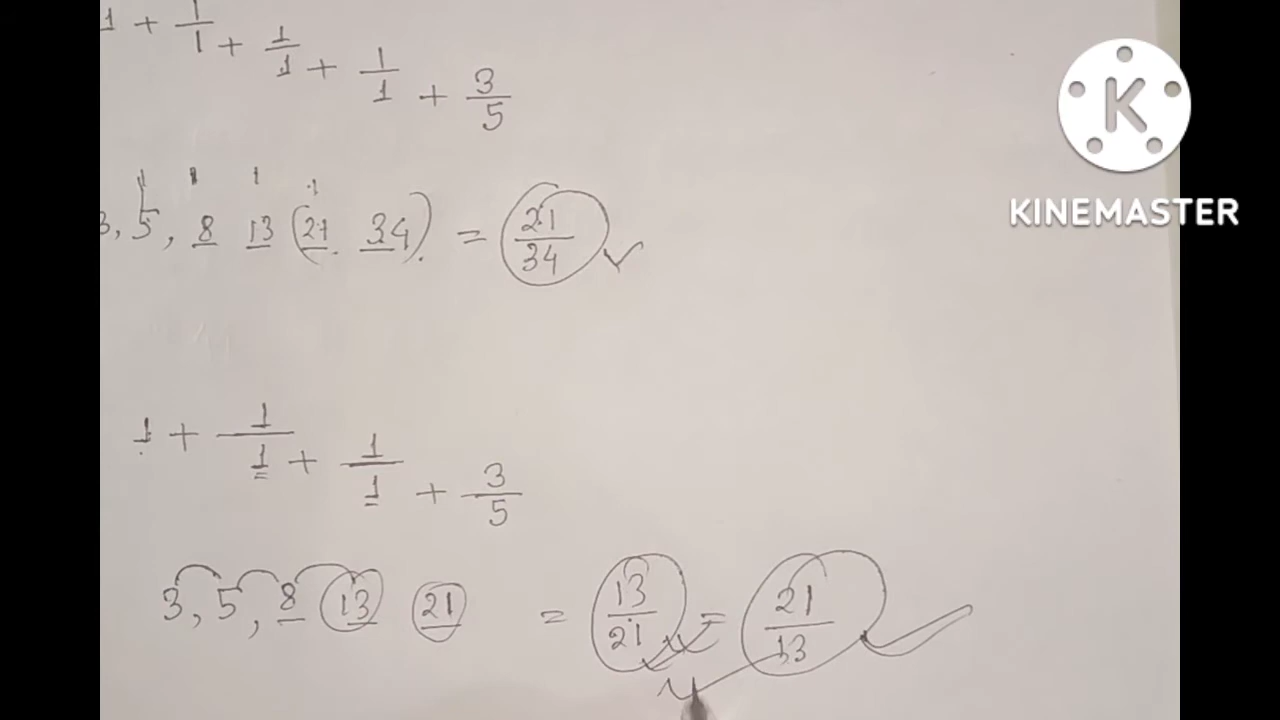 1 + 1/1 + 1/1 + 1/1 + 3/5
3, 5, 8 13 (21. 34). = 21/34 ✓
1 + 1/1 + 1/1 + 3/5
3, 5, 8 13 21 = 13/21 = 21/13
K
KINEMASTER